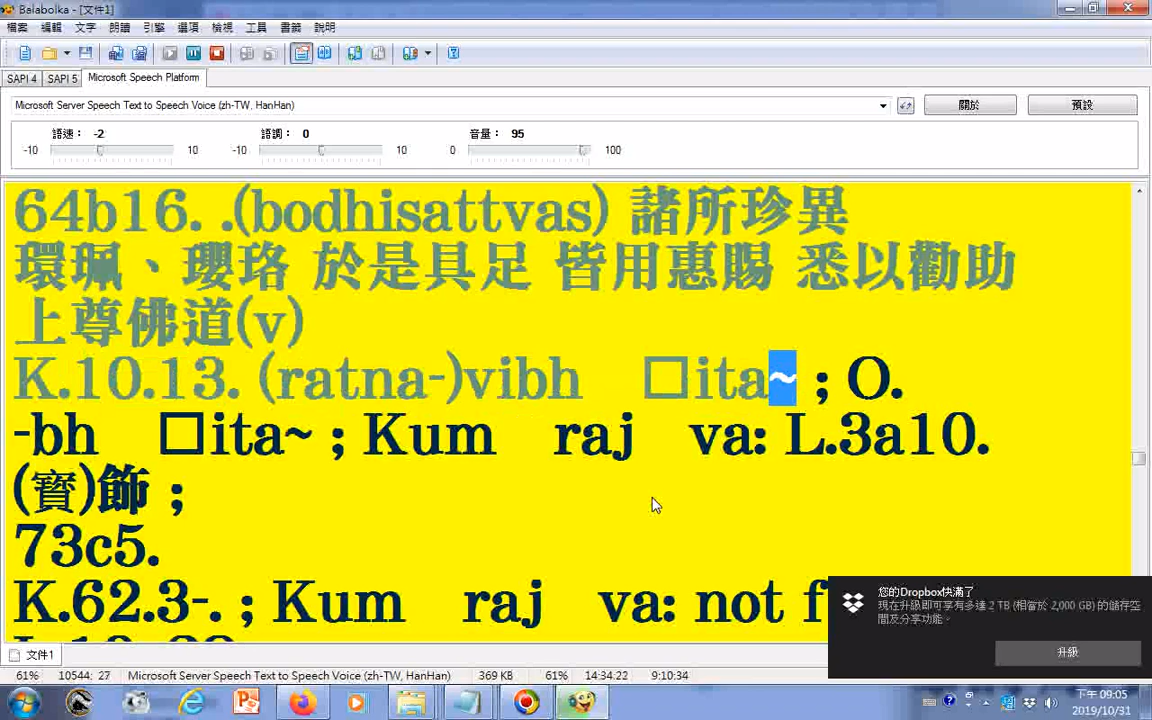 Balabolka - [文件1]
檔案 編輯 文字 朗讀 引擎 選項 檢視 工具 書籤 說明
SAPI 4 SAPI 5 Microsoft Speech Platform
Microsoft Server Speech Text to Speech Voice (zh-TW, HanHan) 關於 預設
語速： -2 語調： 0 音量： 95
-10 10 -10 10 0 100
64b16. .(bodhisattvas) 諸所珍異
環珮、瓔珞 於是具足 皆用惠賜 悉以勸助
上尊佛道(v)
K.10.13. (ratna-)vibh □ita~ ; O.
-bh □ita~ ; Kum raj va: L.3a10.
(寶)飾 ;
73c5.
K.62.3-. ; Kum raj va: not f
您的Dropbox快滿了
現在升級即可享有多達 2 TB (相當於 2,000 GB) 的儲存空
間及分享功能。
升級
文件1
61% 10544: 27 Microsoft Server Speech Text to Speech Voice (zh-TW, HanHan) 369 KB 61% 14:34:22 9:10:34
下午 09:05
2019/10/31